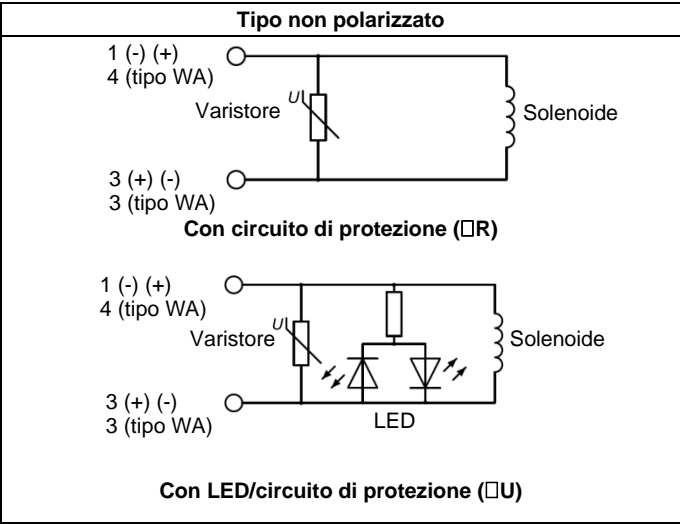 Tipo non polarizzato
1 (-) (+)
4 (tipo WA)
Varistore
U
Solenoide
3 (+) (-)
3 (tipo WA)
Con circuito di protezione (□R)
1 (-) (+)
4 (tipo WA)
Varistore
U
Solenoide
3 (+) (-)
3 (tipo WA)
LED
Con LED/circuito di protezione (□U)